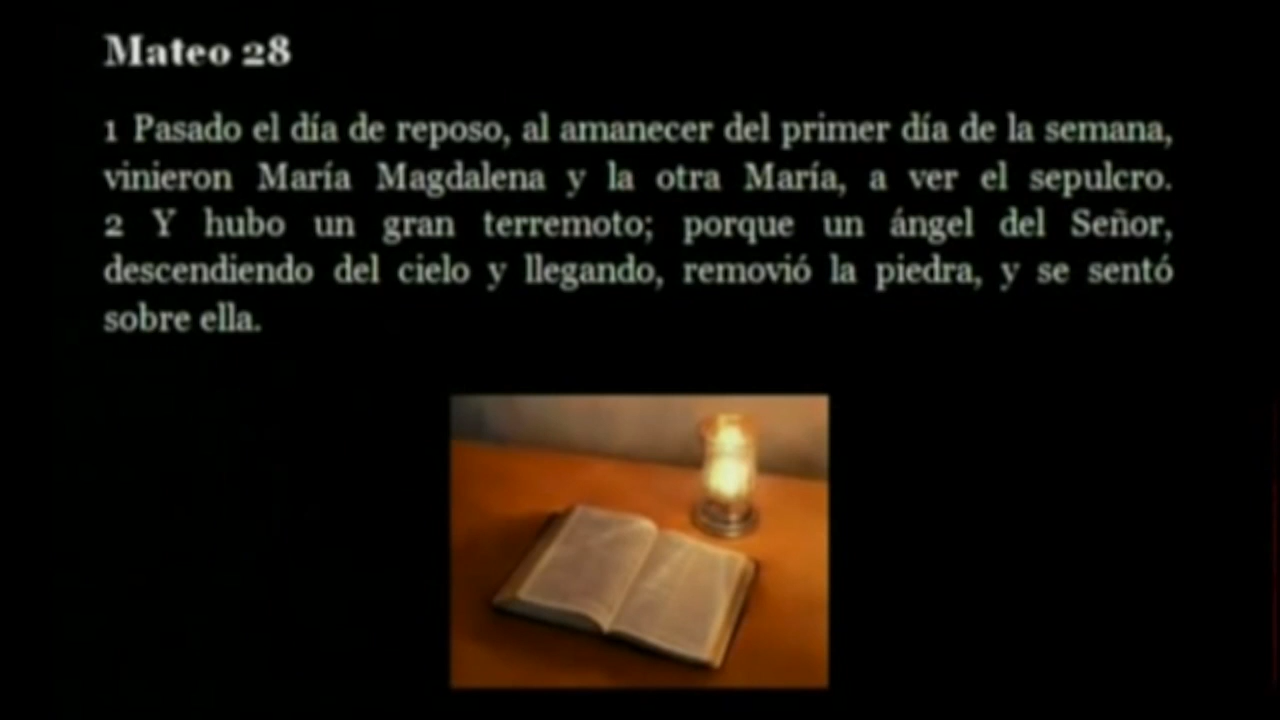 Mateo 28
1 Pasado el día de reposo, al amanecer del primer día de la semana,
vinieron María Magdalena y la otra María, a ver el sepulcro.
2 Y hubo un gran terremoto; porque un ángel del Señor,
descendiendo del cielo y llegando, removió la piedra, y se sentó
sobre ella.